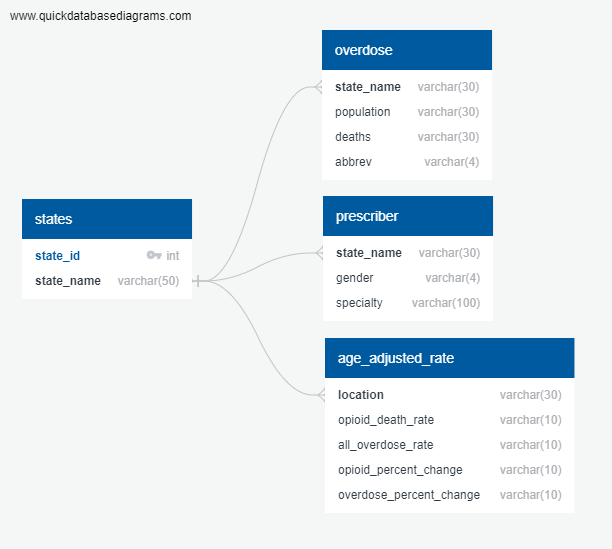 www.quickdatabasediagrams.com
overdose
state_name varchar(30)
population varchar(30)
deaths varchar(30)
abbrev varchar(4)
states
state_id int
state_name varchar(50)
prescriber
state_name varchar(30)
gender varchar(4)
specialty varchar(100)
age_adjusted_rate
location varchar(30)
opioid_death_rate varchar(10)
all_overdose_rate varchar(10)
opioid_percent_change varchar(10)
overdose_percent_change varchar(10)